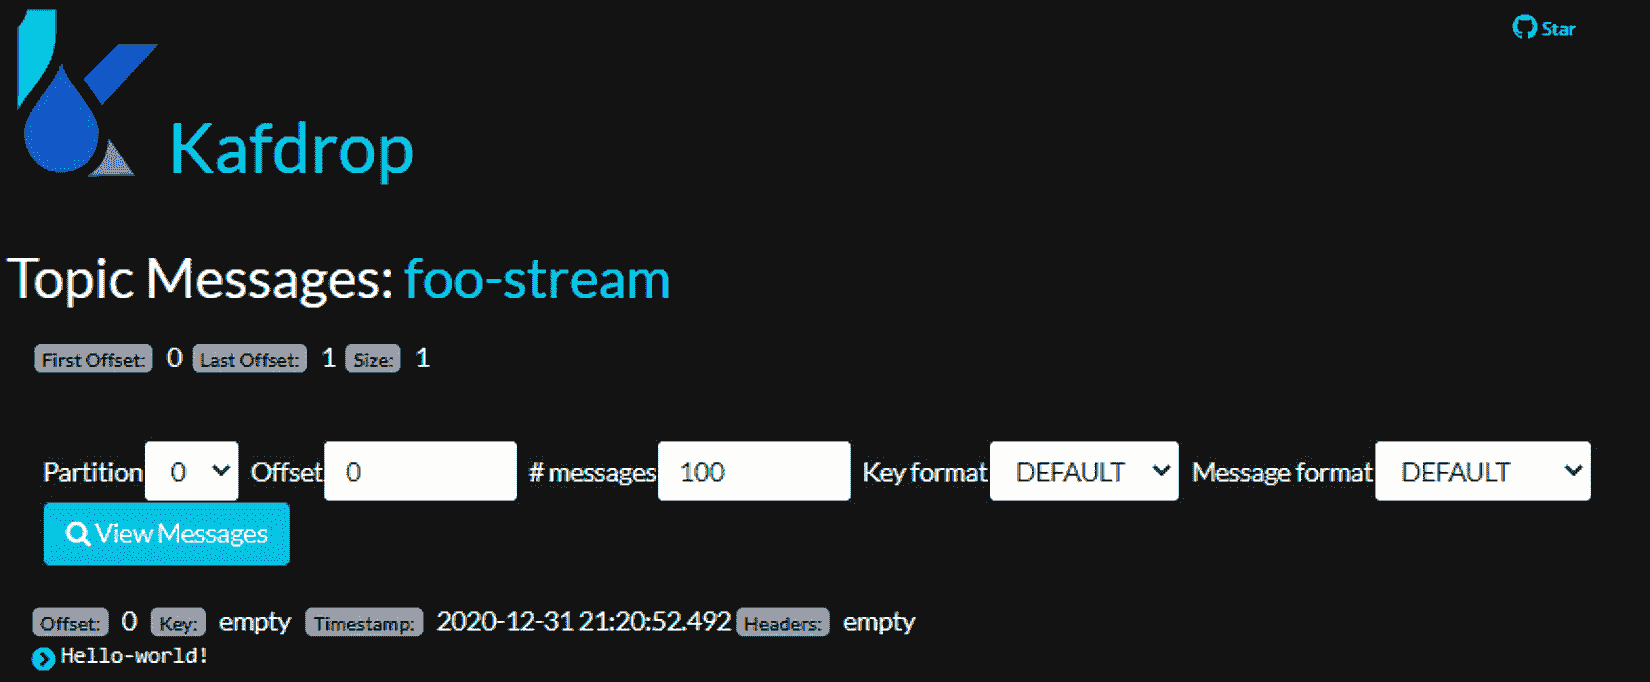 Star
Kafdrop
Topic Messages: foo-stream
First Offset: 0 Last Offset: 1 Size: 1
Partition 0 Offset 0 # messages 100 Key format DEFAULT Message format DEFAULT
View Messages
Offset: 0 Key: empty Timestamp: 2020-12-31 21:20:52.492 Headers: empty
Hello-world!